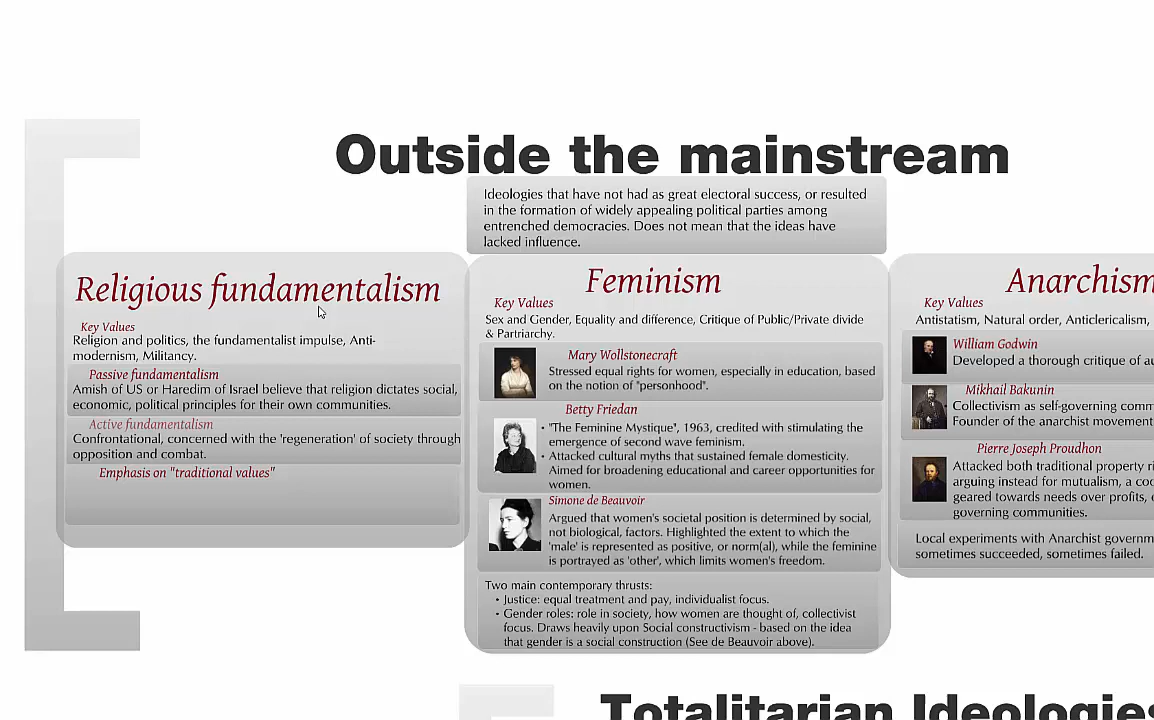 Outside the mainstream
Ideologies that have not had as great electoral success, or resulted
in the formation of widely appealing political parties among
entrenched democracies. Does not mean that the ideas have
lacked influence.
Religious fundamentalism
Key Values
Religion and politics, the fundamentalist impulse, Anti-
modernism, Militancy.
Passive fundamentalism
Amish of US or Haredim of Israel believe that religion dictates social,
economic, political principles for their own communities.
Active fundamentalism
Confrontational, concerned with the 'regeneration' of society through
opposition and combat.
Emphasis on "traditional values"
Feminism
Key Values
Sex and Gender, Equality and difference, Critique of Public/Private divide
& Partriarchy.
Mary Wollstonecraft
Stressed equal rights for women, especially in education, based
on the notion of "personhood".
Betty Friedan
• "The Feminine Mystique", 1963, credited with stimulating the
emergence of second wave feminism.
• Attacked cultural myths that sustained female domesticity.
Aimed for broadening educational and career opportunities for
women.
Simone de Beauvoir
Argued that women's societal position is determined by social,
not biological, factors. Highlighted the extent to which the
'male' is represented as positive, or norm(al), while the feminine
is portrayed as 'other', which limits women's freedom.
Two main contemporary thrusts:
• Justice: equal treatment and pay, individualist focus.
• Gender roles: role in society, how women are thought of, collectivist
focus. Draws heavily upon Social constructivism - based on the idea
that gender is a social construction (See de Beauvoir above).
Anarchism
Key Values
Antistatism, Natural order, Anticlericalism,
William Godwin
Developed a thorough critique of
Mikhail Bakunin
Collectivism as self-governing
Founder of the anarchist movement
Pierre Joseph Proudhon
Attacked both traditional property
arguing instead for mutualism, a
geared towards needs over profits,
governing communities.
Local experiments with Anarchist
sometimes succeeded, sometimes failed.
Totalitarian Ideologies